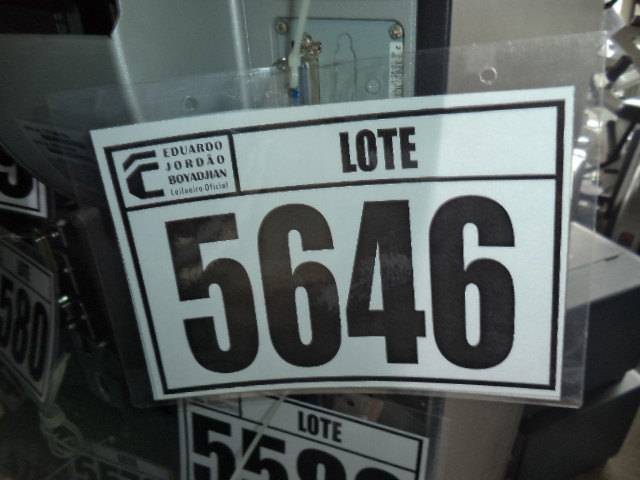 EDUARDO
JORDÃO
BOYADJIAN
Leiloeiro Oficial
LOTE
5646
580
LOTE